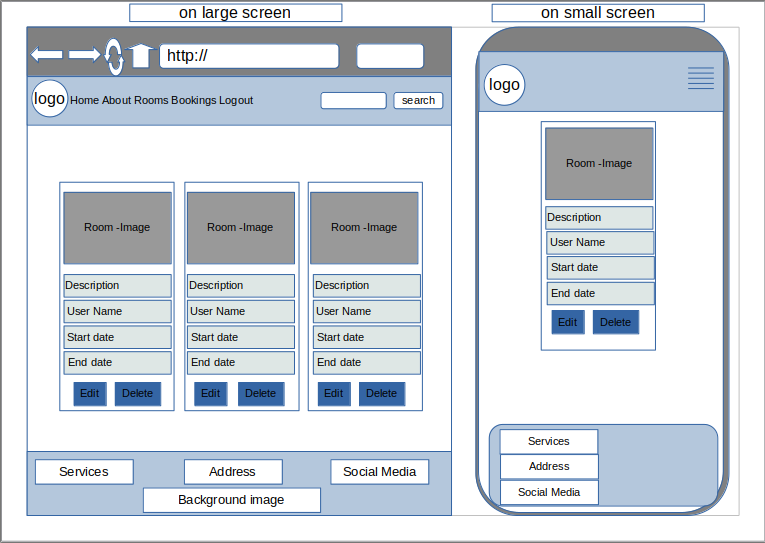 on large screen
on small screen
http://
logo
Home About Rooms Bookings Logout
search
logo
Room -Image
Room -Image
Room -Image
Description
Description
Description
User Name
User Name
User Name
Start date
Start date
Start date
End date
End date
End date
Edit
Delete
Edit
Delete
Edit
Delete
Services
Address
Social Media
Background image
Room -Image
Description
User Name
Start date
End date
Edit
Delete
Services
Address
Social Media